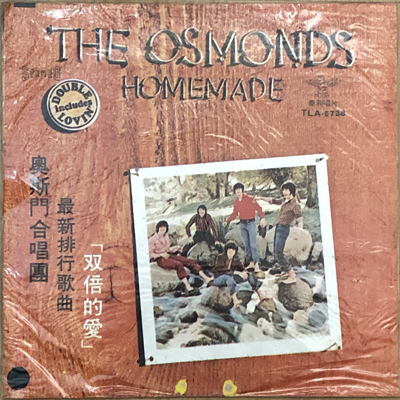 THE OSMONDS
HOMEMADE
DOUBLE
includes
LOVIN'
TLA-5738
奧斯門合唱團
最新排行歌曲
「双倍的愛」